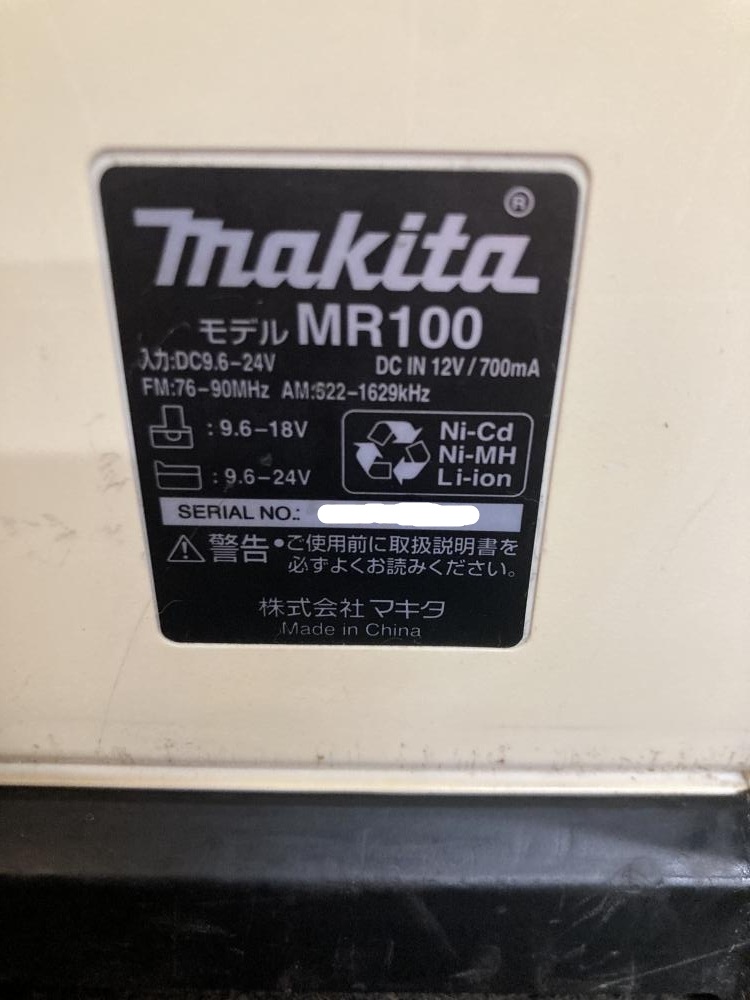 makita®
モデル MR100
入力:DC9.6-24V DC IN 12V/700mA
FM:76-90MHz AM:522-1629kHz
: 9.6-18V
: 9.6-24V
Ni-Cd
Ni-MH
Li-ion
SERIAL NO.:
警告・ご使用前に取扱説明書を
必ずよくお読みください。
株式会社マキタ
Made in China